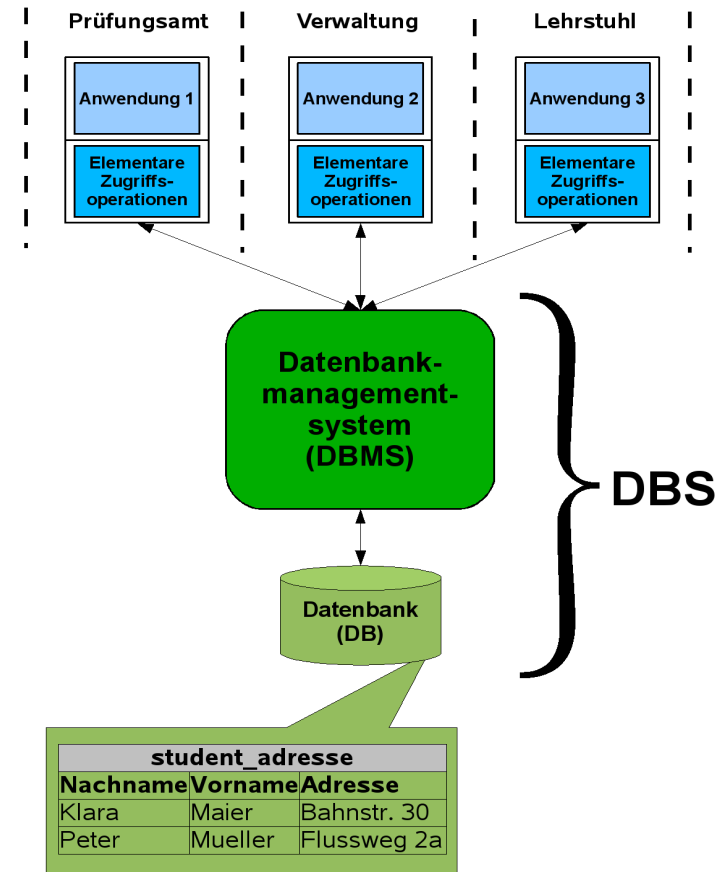 Prüfungsamt
Verwaltung
Lehrstuhl
Anwendung 1
Anwendung 2
Anwendung 3
Elementare
Zugriffs-
operationen
Elementare
Zugriffs-
operationen
Elementare
Zugriffs-
operationen
Datenbank-
management-
system
(DBMS)
DBS
Datenbank
(DB)
student_adresse
Nachname Vorname Adresse
Klara Maier Bahnstr. 30
Peter Mueller Flussweg 2a